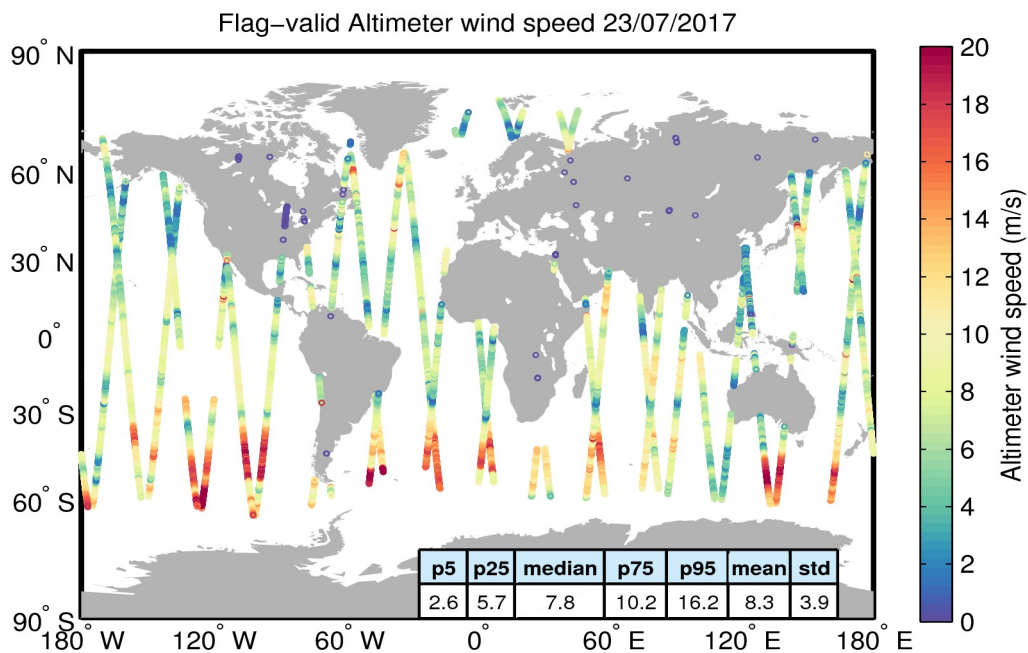 Flag–valid Altimeter wind speed 23/07/2017
90° N
60° N
30° N
0°
30° S
60° S
90° S
180° W
120° W
60° W
0°
60° E
120° E
180° E
p5 p25 median p75 p95 mean std
2.6 5.7 7.8 10.2 16.2 8.3 3.9
20
18
16
14
12
10
8
6
4
2
0
Altimeter wind speed (m/s)